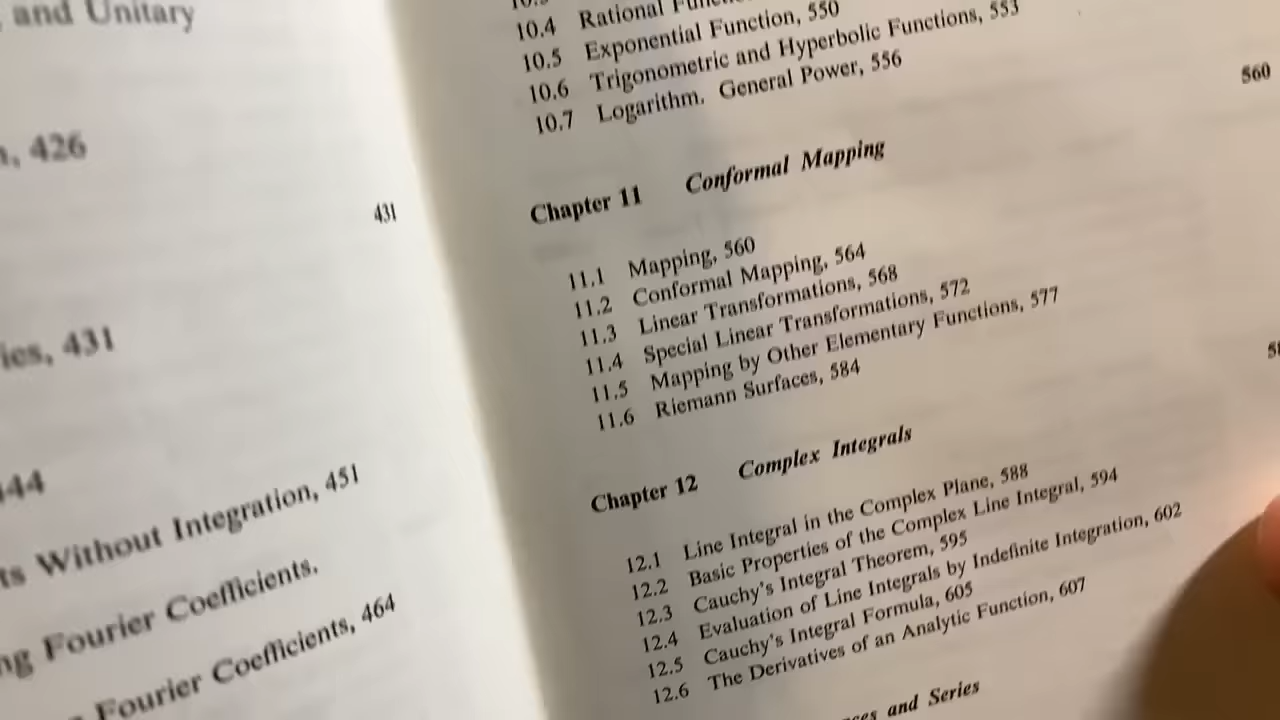 and Unitary
426
431
431
Without Integration, 451
Fourier Coefficients.
Fourier Coefficients, 464
10.4 Rational
10.5 Exponential Function, 550
10.6 Trigonometric and Hyperbolic Functions, 553
10.7 Logarithm. General Power, 556
Chapter 11 Conformal Mapping 560
11.1 Mapping, 560
11.2 Conformal Mapping, 564
11.3 Linear Transformations, 568
11.4 Special Linear Transformations, 572
11.5 Mapping by Other Elementary Functions, 577
11.6 Riemann Surfaces, 584
Chapter 12 Complex Integrals
12.1 Line Integral in the Complex Plane, 588
12.2 Basic Properties of the Complex Line Integral, 594
12.3 Cauchy's Integral Theorem, 595
12.4 Evaluation of Line Integrals by Indefinite Integration, 602
12.5 Cauchy's Integral Formula, 605
12.6 The Derivatives of an Analytic Function, 607
and Series